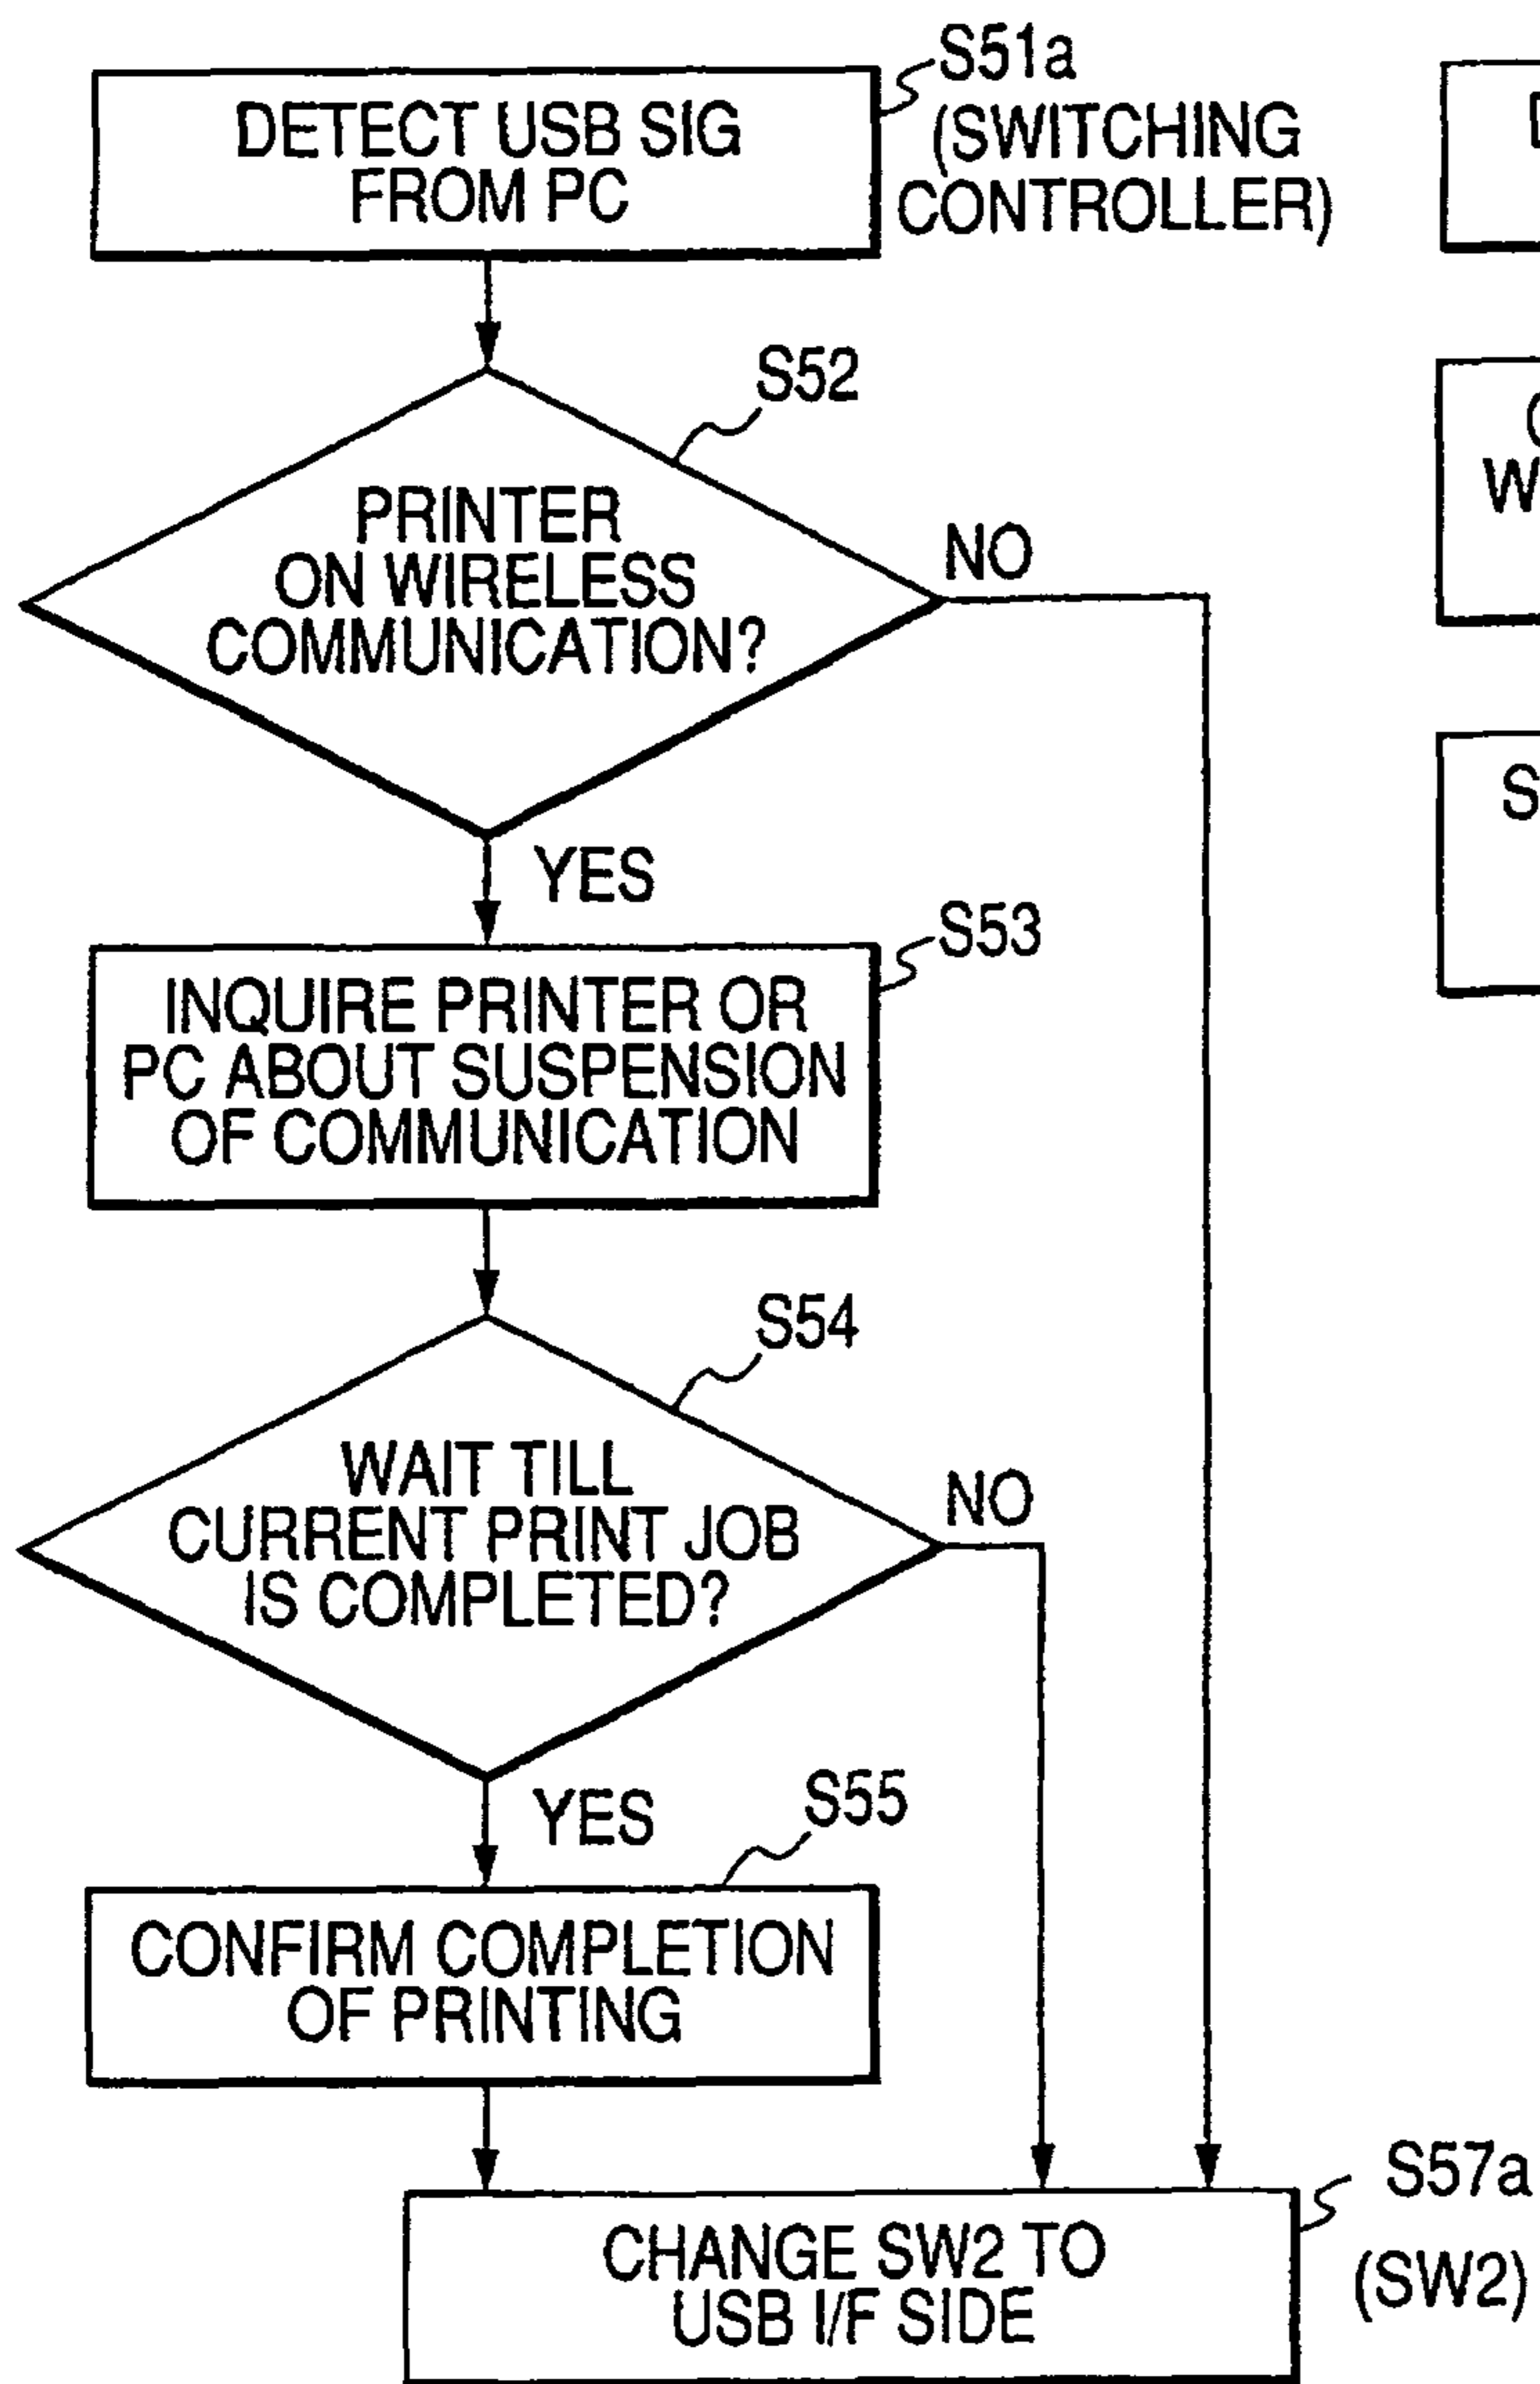 S51a
DETECT USB SIG
FROM PC
(SWITCHING
CONTROLLER)
S52
PRINTER
ON WIRELESS
COMMUNICATION?
NO
YES
S53
INQUIRE PRINTER OR
PC ABOUT SUSPENSION
OF COMMUNICATION
S54
WAIT TILL
CURRENT PRINT JOB
IS COMPLETED?
NO
YES
S55
CONFIRM COMPLETION
OF PRINTING
S57a
CHANGE SW2 TO
USB I/F SIDE
(SW2)